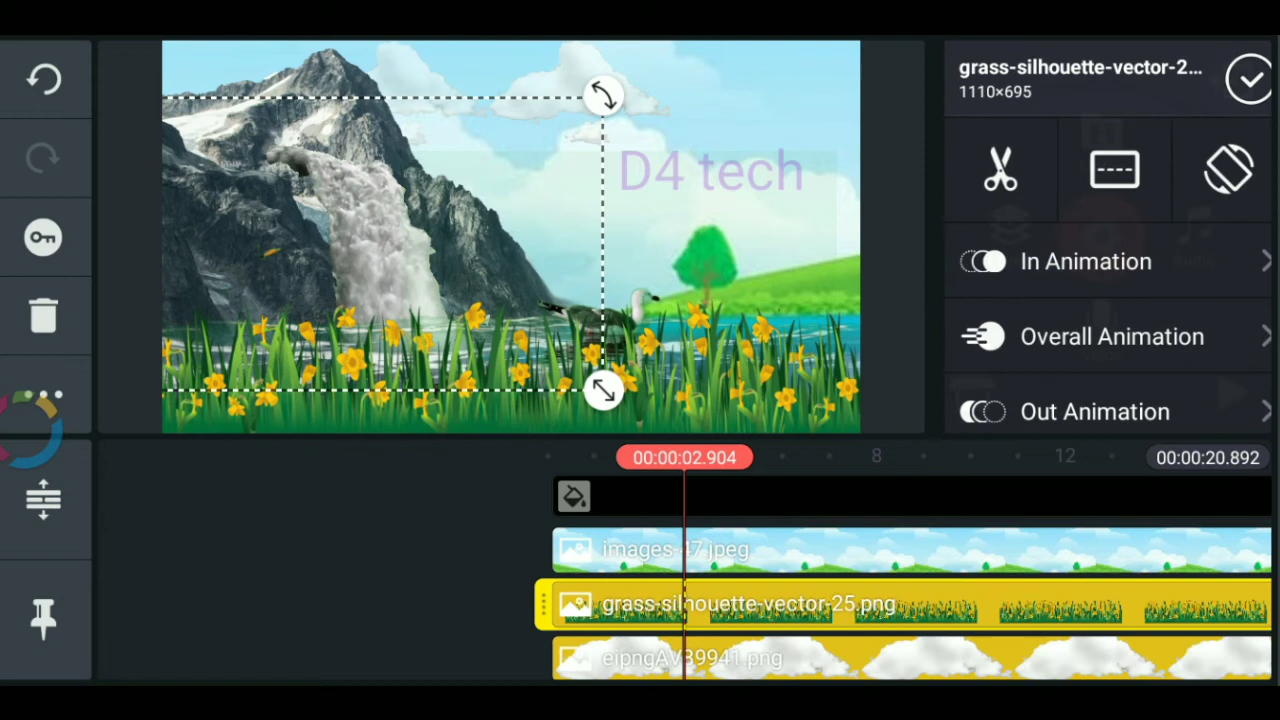 grass-silhouette-vector-2...
1110×695
D4 tech
In Animation
Overall Animation
Out Animation
00:00:02.904
8
12
00:00:20.892
images-47.jpeg
grass-silhouette-vector-25.png
eipngAV39941.png